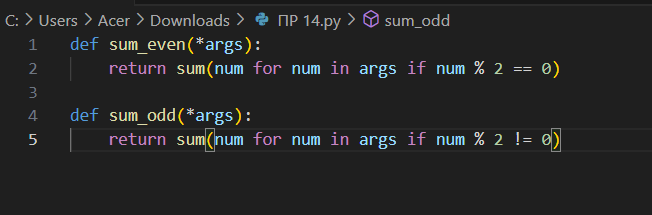 C: > Users > Acer > Downloads > ПР 14.py > sum_odd
1 def sum_even(*args):
2     return sum(num for num in args if num % 2 == 0)
3
4 def sum_odd(*args):
5     return sum(num for num in args if num % 2 != 0)